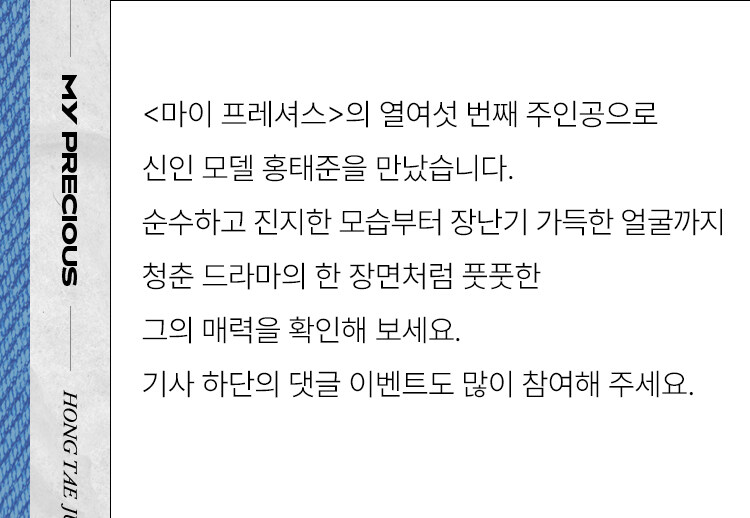 MY PRECIOUS
HONG TAE
<마이 프레셔스>의 열여섯 번째 주인공으로
신인 모델 홍태준을 만났습니다.
순수하고 진지한 모습부터 장난기 가득한 얼굴까지
청춘 드라마의 한 장면처럼 풋풋한
그의 매력을 확인해 보세요.
기사 하단의 댓글 이벤트도 많이 참여해 주세요.